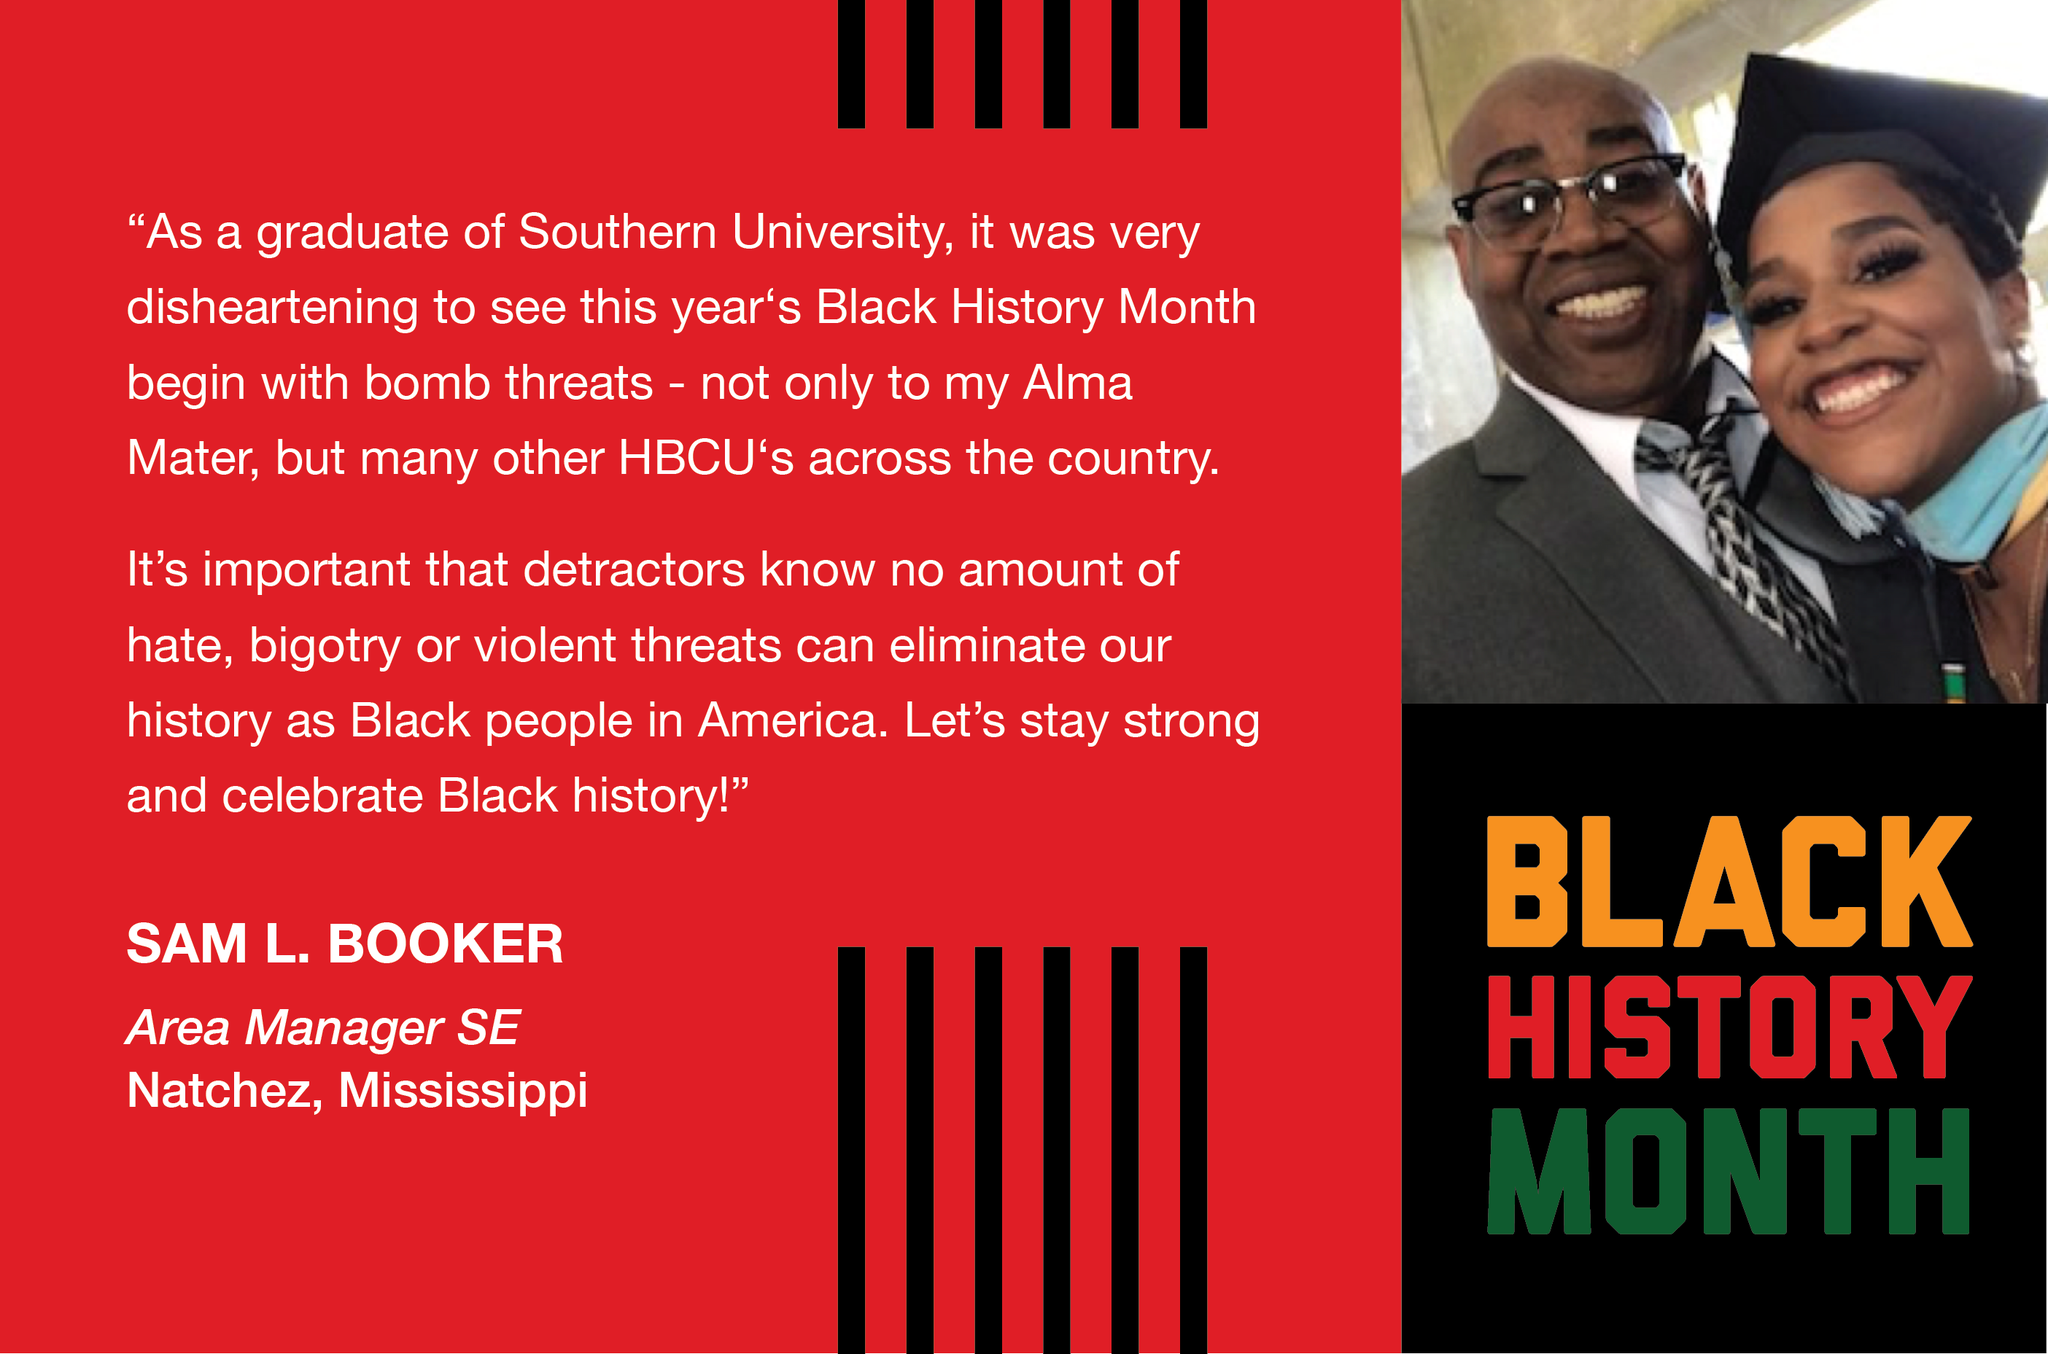 “As a graduate of Southern University, it was very
disheartening to see this year‘s Black History Month
begin with bomb threats - not only to my Alma
Mater, but many other HBCU‘s across the country.
It’s important that detractors know no amount of
hate, bigotry or violent threats can eliminate our
history as Black people in America. Let’s stay strong
and celebrate Black history!”
SAM L. BOOKER
Area Manager SE
Natchez, Mississippi
BLACK
HISTORY
MONTH